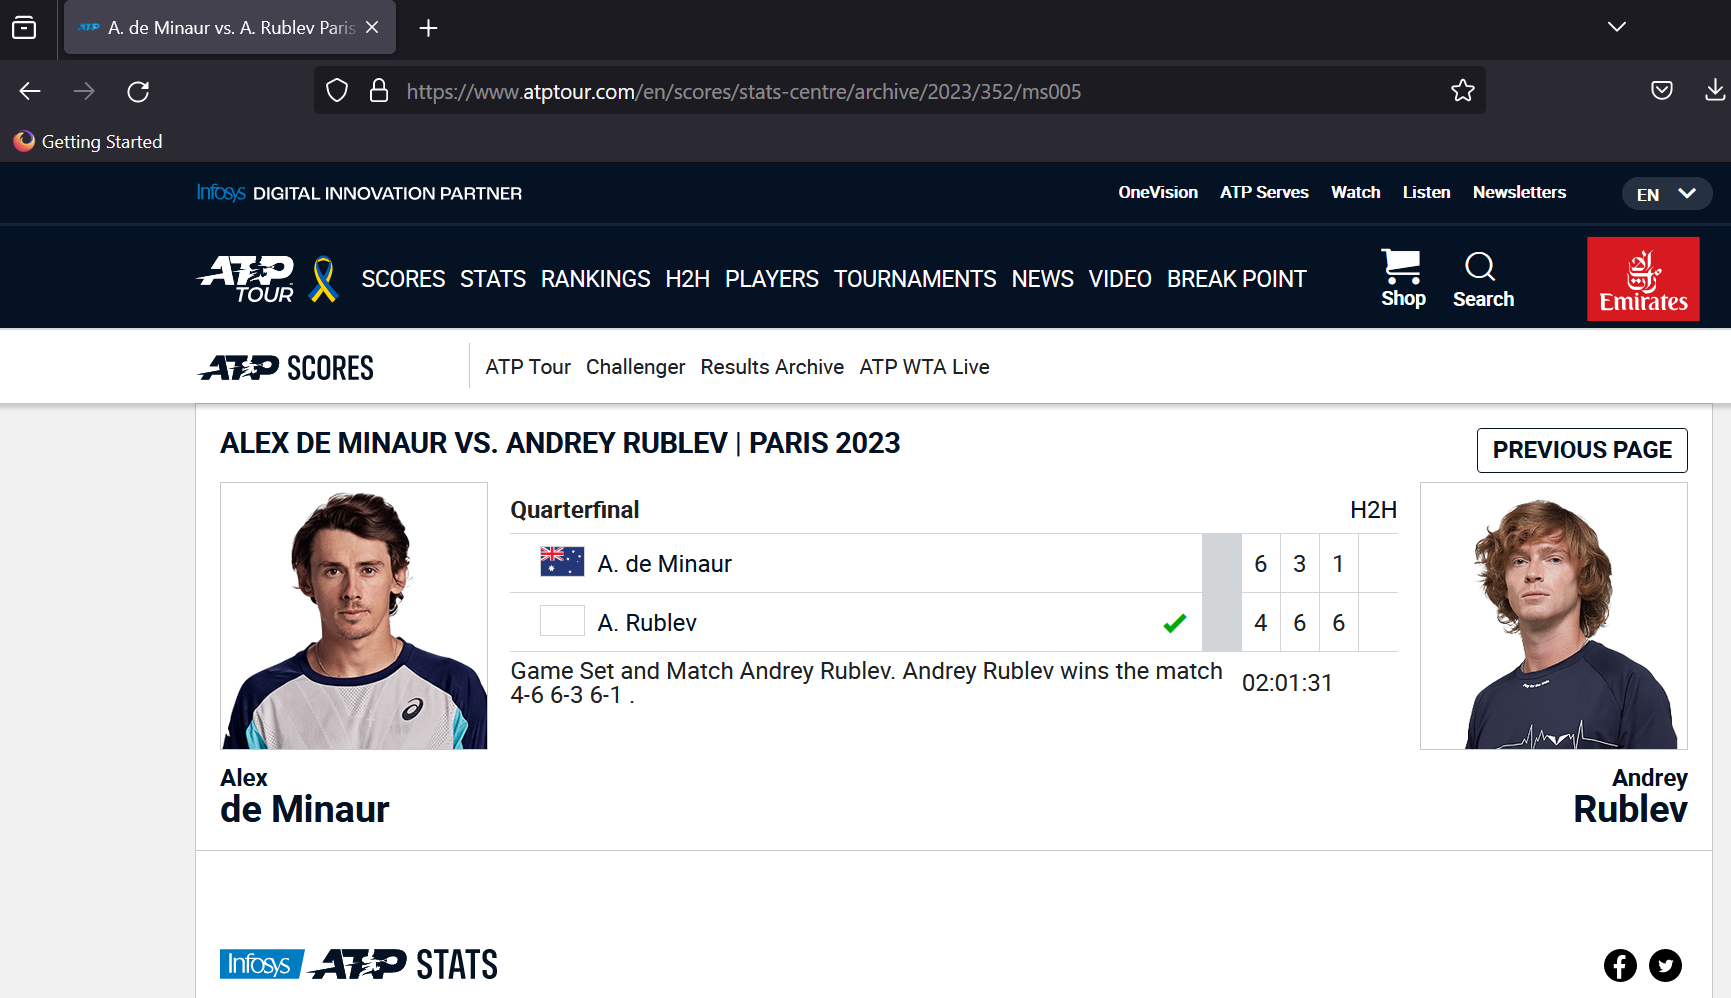 A. de Minaur vs. A. Rublev Paris
https://www.atptour.com/en/scores/stats-centre/archive/2023/352/ms005
Getting Started
Infosys DIGITAL INNOVATION PARTNER
OneVision ATP Serves Watch Listen Newsletters EN
ATP TOUR SCORES STATS RANKINGS H2H PLAYERS TOURNAMENTS NEWS VIDEO BREAK POINT Shop Search Emirates
ATP SCORES ATP Tour Challenger Results Archive ATP WTA Live
ALEX DE MINAUR VS. ANDREY RUBLEV | PARIS 2023
PREVIOUS PAGE
Quarterfinal H2H
A. de Minaur 6 3 1
A. Rublev 4 6 6
Game Set and Match Andrey Rublev. Andrey Rublev wins the match
4-6 6-3 6-1 .
02:01:31
Alex
de Minaur
Andrey
Rublev
Infosys ATP STATS